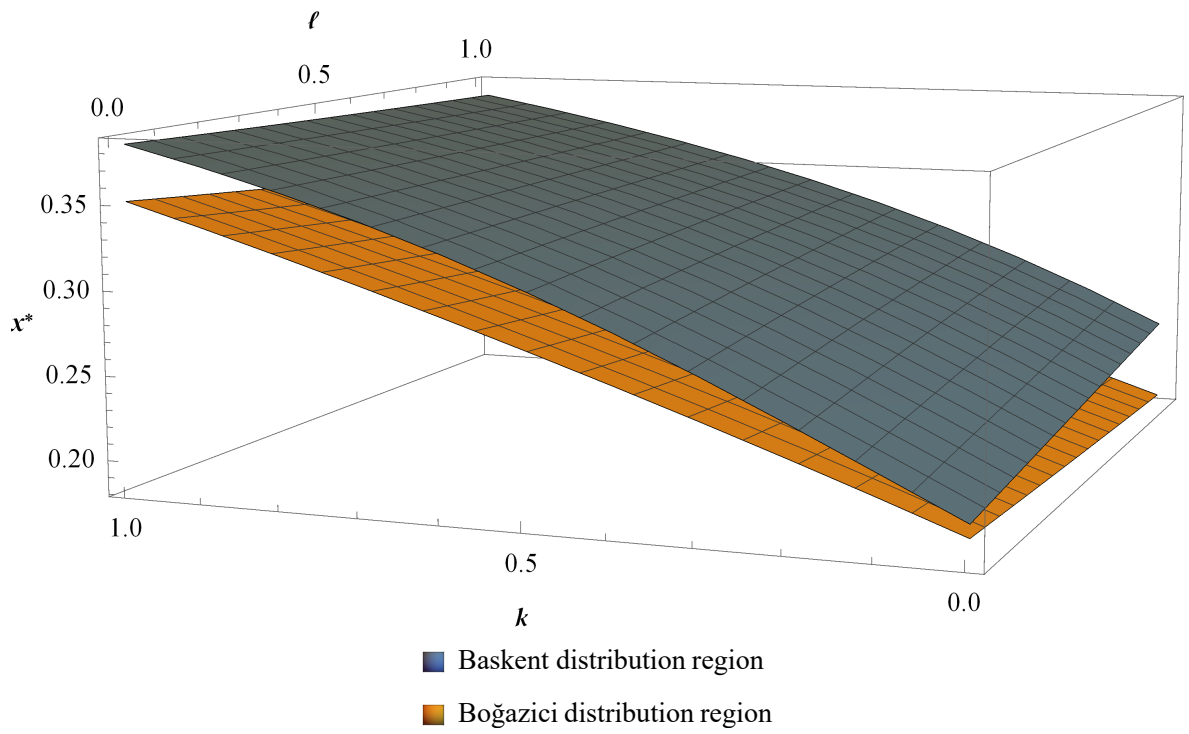 ℓ
1.0
0.5
0.0
0.35
0.30
x*
0.25
0.20
1.0
0.5
0.0
k
Baskent distribution region
Boğazici distribution region